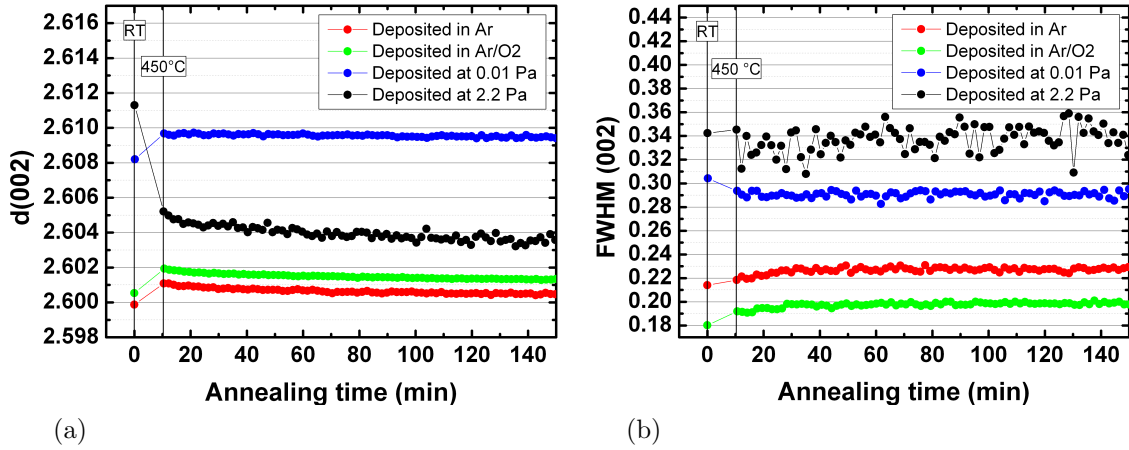 2.616
2.614
2.612
2.610
2.608
2.606
2.604
2.602
2.600
2.598
d(002)
RT
450°C
Deposited in Ar
Deposited in Ar/O2
Deposited at 0.01 Pa
Deposited at 2.2 Pa
0 20 40 60 80 100 120 140
Annealing time (min)
(a)
0.44
0.42
0.40
0.38
0.36
0.34
0.32
0.30
0.28
0.26
0.24
0.22
0.20
0.18
FWHM (002)
RT
450 °C
Deposited in Ar
Deposited in Ar/O2
Deposited at 0.01 Pa
Deposited at 2.2 Pa
0 20 40 60 80 100 120 140
Annealing time (min)
(b)